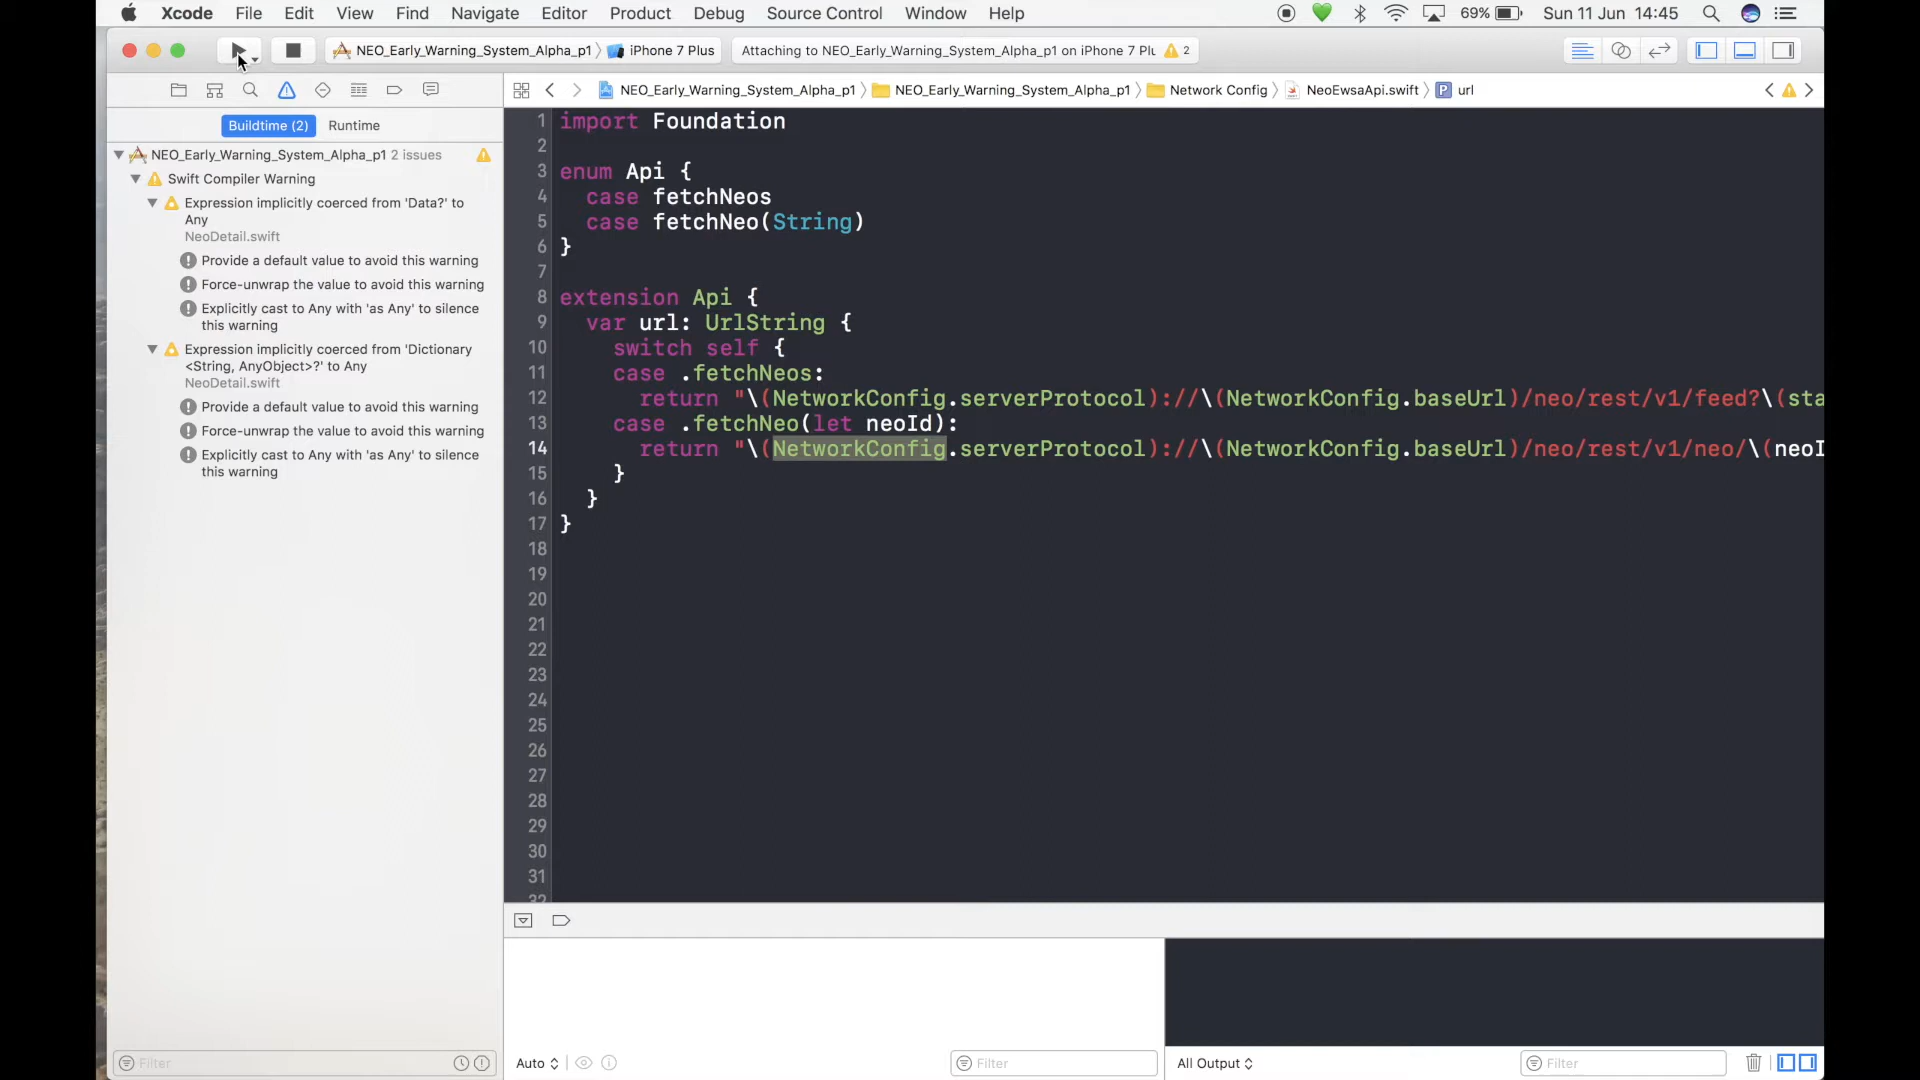 Xcode File Edit View Find Navigate Editor Product Debug Source Control Window Help 69% Sun 11 Jun 14:45
NEO_Early_Warning_System_Alpha_p1 iPhone 7 Plus Attaching to NEO_Early_Warning_System_Alpha_p1 on iPhone 7 Plu 2
NEO_Early_Warning_System_Alpha_p1 NEO_Early_Warning_System_Alpha_p1 Network Config NeoEwsaApi.swift P url
Buildtime (2) Runtime
NEO_Early_Warning_System_Alpha_p1 2 issues
Swift Compiler Warning
Expression implicitly coerced from 'Data?' to
Any
NeoDetail.swift
Provide a default value to avoid this warning
Force-unwrap the value to avoid this warning
Explicitly cast to Any with 'as Any' to silence
this warning
Expression implicitly coerced from 'Dictionary
<String, AnyObject>?' to Any
NeoDetail.swift
Provide a default value to avoid this warning
Force-unwrap the value to avoid this warning
Explicitly cast to Any with 'as Any' to silence
this warning
Filter
1 import Foundation
2
3 enum Api {
4 case fetchNeos
5 case fetchNeo(String)
6 }
7
8 extension Api {
9 var url: UrlString {
10 switch self {
11 case .fetchNeos:
12 return "\(NetworkConfig.serverProtocol)://\(NetworkConfig.baseUrl)/neo/rest/v1/feed?\(sta
13 case .fetchNeo(let neoId):
14 return "\(NetworkConfig.serverProtocol)://\(NetworkConfig.baseUrl)/neo/rest/v1/neo/\(neoI
15 }
16 }
17 }
18
19
20
21
22
23
24
25
26
27
28
29
30
31
32
Auto Filter All Output Filter